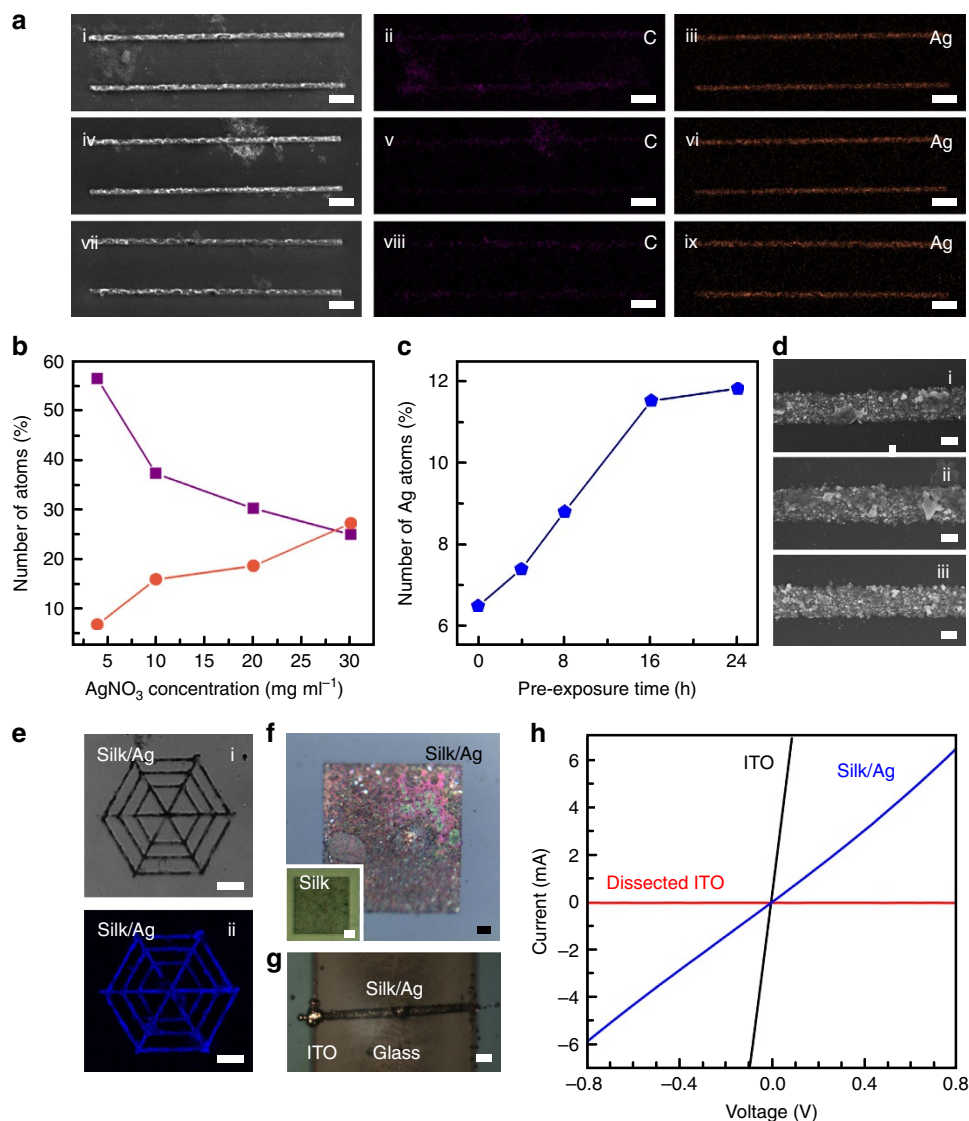 a
i
ii
C
iii
Ag
iv
v
C
vi
Ag
vii
viii
C
ix
Ag
b
60
50
40
30
20
10
Number of atoms (%)
5
10
15
20
25
30
AgNO₃ concentration (mg ml⁻¹)
c
12
10
8
6
Number of Ag atoms (%)
0
8
16
24
Pre-exposure time (h)
d
i
ii
iii
e
Silk/Ag
i
Silk/Ag
ii
f
Silk/Ag
Silk
g
Silk/Ag
ITO
Glass
h
ITO
Silk/Ag
Dissected ITO
6
4
2
0
−2
−4
−6
Current (mA)
−0.8
−0.4
0.0
0.4
0.8
Voltage (V)